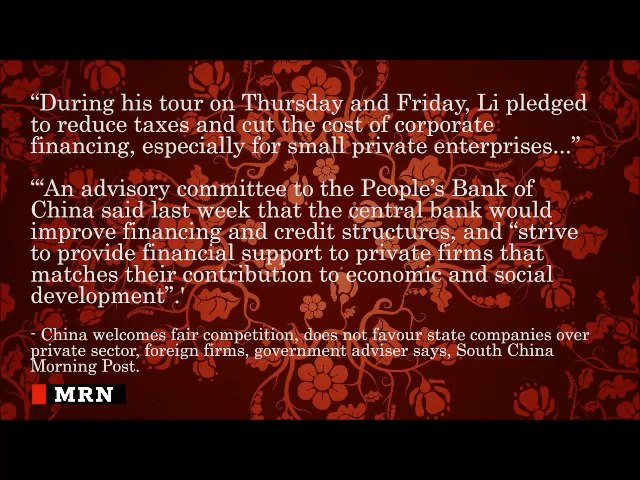 “During his tour on Thursday and Friday, Li pledged
to reduce taxes and cut the cost of corporate
financing, especially for small private enterprises...”
“‘An advisory committee to the People’s Bank of
China said last week that the central bank would
improve financing and credit structures, and “strive
to provide financial support to private firms that
matches their contribution to economic and social
development”.'
- China welcomes fair competition, does not favour state companies over
private sector, foreign firms, government adviser says, South China
Morning Post.
MRN